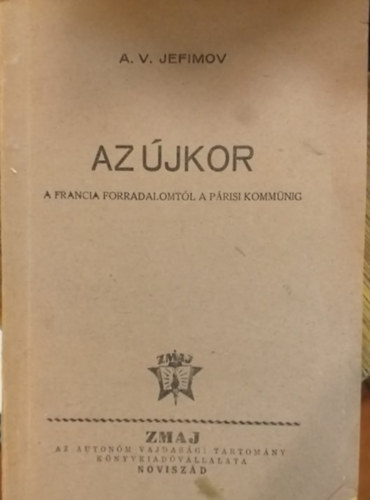 A. V. JEFIMOV
AZ ÚJKOR
A FRANCIA FORRADALOMTÓL A PÁRISI KOMMÜNIG
ZMAJ
ZMAJ
AZ AUTONÓM VAJDASÁGI TARTOMÁNY
KÖNYVKIADÓVÁLLALATA
NOVISZÁD